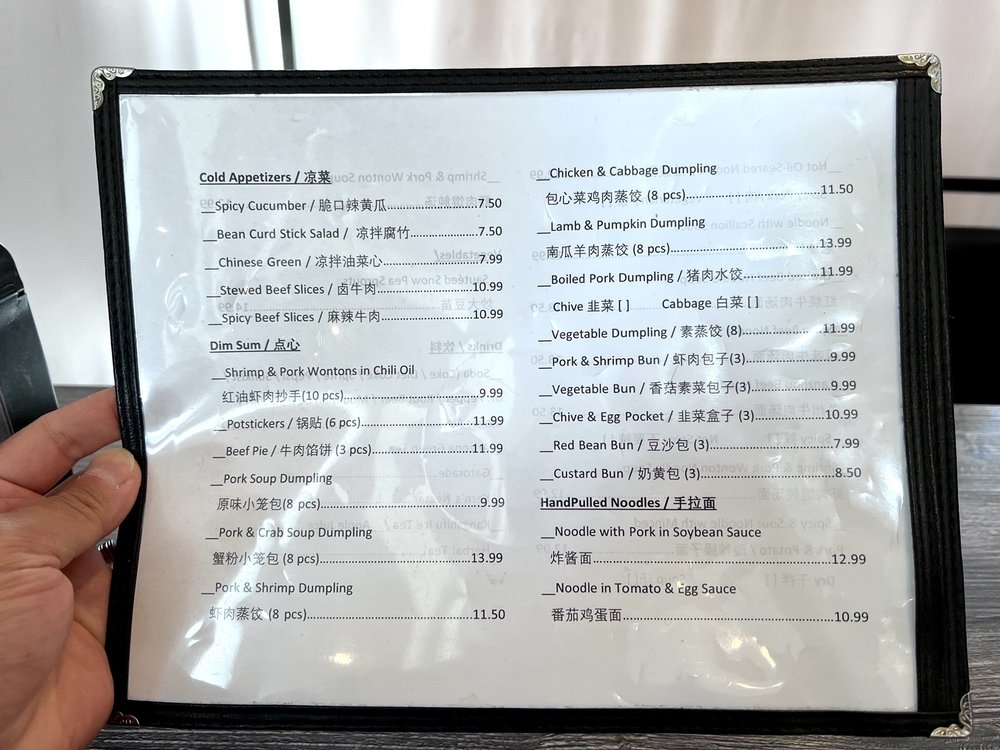 Cold Appetizers / 凉菜
__Spicy Cucumber / 脆口辣黄瓜……………………7.50
__Bean Curd Stick Salad / 凉拌腐竹………………7.50
__Chinese Green / 凉拌油菜心……………………7.99
__Stewed Beef Slices / 卤牛肉……………………10.99
__Spicy Beef Slices / 麻辣牛肉……………………10.99
Dim Sum / 点心
__Shrimp & Pork Wontons in Chili Oil
红油虾肉抄手(10 pcs)……………………9.99
__Potstickers / 锅贴 (6 pcs)……………………11.99
__Beef Pie / 牛肉馅饼 (3 pcs)……………………11.99
__Pork Soup Dumpling
原味小笼包(8 pcs)……………………9.99
__Pork & Crab Soup Dumpling
蟹粉小笼包 (8 pcs)……………………13.99
__Pork & Shrimp Dumpling
虾肉蒸饺 (8 pcs)……………………11.50
__Chicken & Cabbage Dumpling
包心菜鸡肉蒸饺 (8 pcs)……………………11.50
__Lamb & Pumpkin Dumpling
南瓜羊肉蒸饺 (8 pcs)……………………13.99
__Boiled Pork Dumpling / 猪肉水饺……………11.99
Chive 韭菜 [ ] Cabbage 白菜 [ ]
__Vegetable Dumpling / 素蒸饺 (8)……………11.99
__Pork & Shrimp Bun / 虾肉包子(3)……………9.99
__Vegetable Bun / 香菇素菜包子(3)……………9.99
__Chive & Egg Pocket / 韭菜盒子 (3)……………10.99
__Red Bean Bun / 豆沙包 (3)……………………7.99
__Custard Bun / 奶黄包 (3)……………………8.50
HandPulled Noodles / 手拉面
__Noodle with Pork in Soybean Sauce
炸酱面……………………12.99
__Noodle in Tomato & Egg Sauce
番茄鸡蛋面……………………10.99